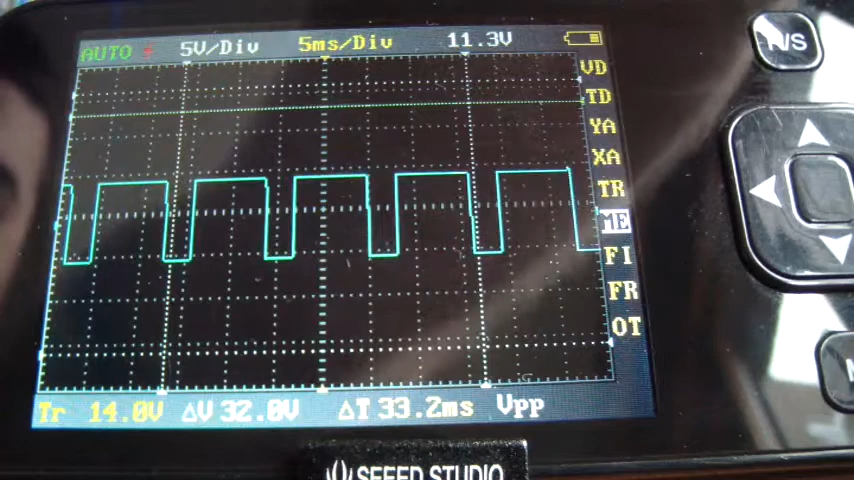 AUTO 5V/Div 5ms/Div 11.3V
N/S
VD
TD
YA
XA
TR
ME
FI
FR
OT
Tr 14.0V ΔV 32.0V ΔT 33.2ms Vpp
SEEED STUDIO